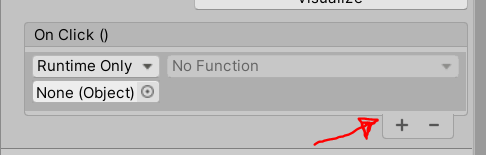 Visualize
On Click ()
Runtime Only No Function
None (Object)
+ −